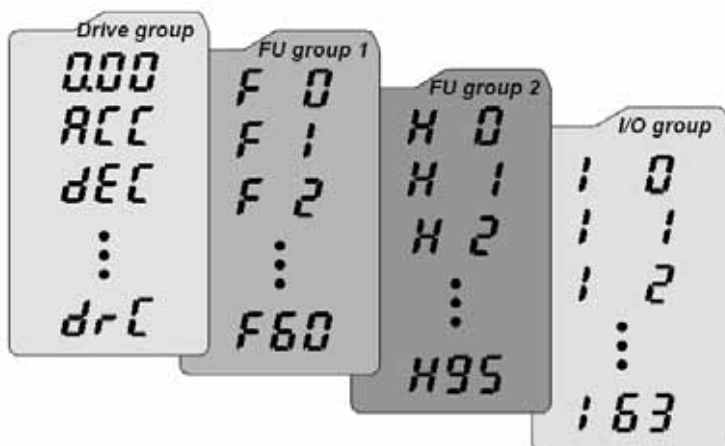 Drive group
0.00
ACC
dEC
drC
FU group 1
F 0
F 1
F 2
F60
FU group 2
H 0
H 1
H 2
H95
I/O group
I 0
I 1
I 2
I 63